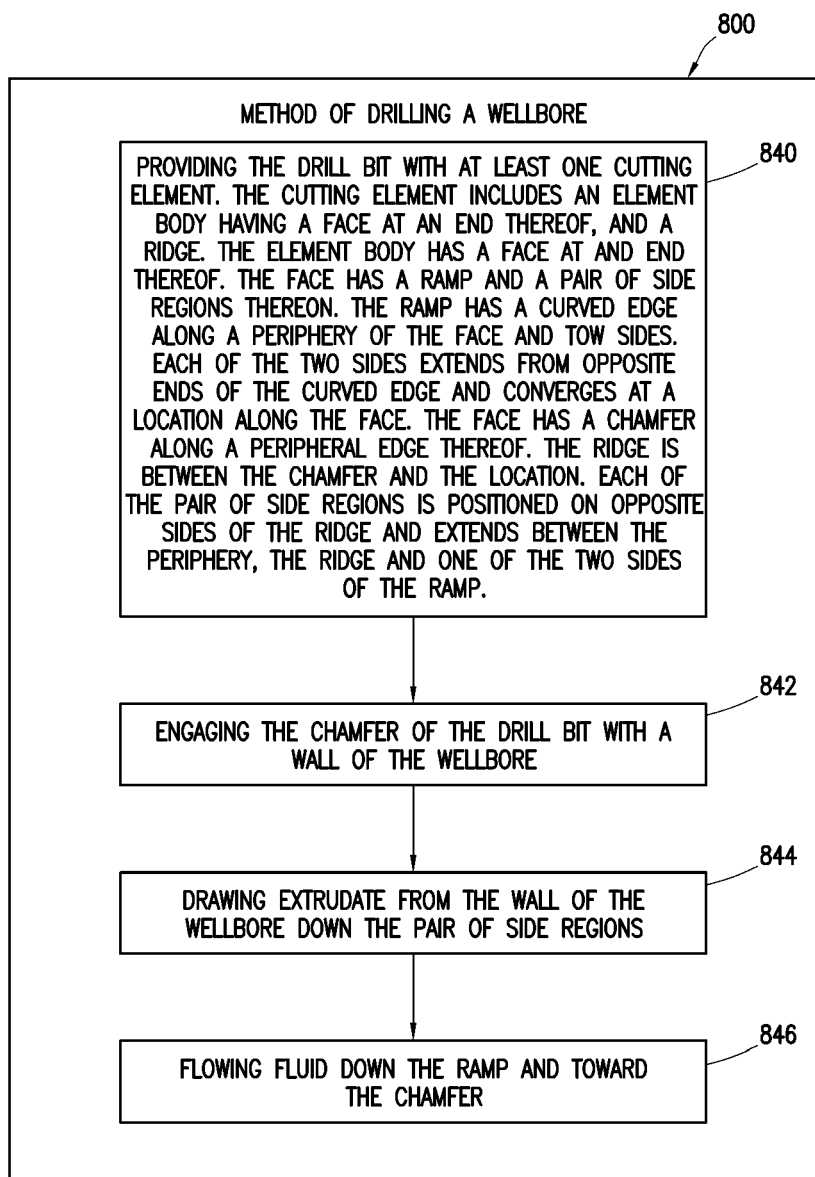 800
METHOD OF DRILLING A WELLBORE
840
PROVIDING THE DRILL BIT WITH AT LEAST ONE CUTTING
ELEMENT. THE CUTTING ELEMENT INCLUDES AN ELEMENT
BODY HAVING A FACE AT AN END THEREOF, AND A
RIDGE. THE ELEMENT BODY HAS A FACE AT AND END
THEREOF. THE FACE HAS A RAMP AND A PAIR OF SIDE
REGIONS THEREON. THE RAMP HAS A CURVED EDGE
ALONG A PERIPHERY OF THE FACE AND TOW SIDES.
EACH OF THE TWO SIDES EXTENDS FROM OPPOSITE
ENDS OF THE CURVED EDGE AND CONVERGES AT A
LOCATION ALONG THE FACE. THE FACE HAS A CHAMFER
ALONG A PERIPHERAL EDGE THEREOF. THE RIDGE IS
BETWEEN THE CHAMFER AND THE LOCATION. EACH OF
THE PAIR OF SIDE REGIONS IS POSITIONED ON OPPOSITE
SIDES OF THE RIDGE AND EXTENDS BETWEEN THE
PERIPHERY, THE RIDGE AND ONE OF THE TWO SIDES
OF THE RAMP.
842
ENGAGING THE CHAMFER OF THE DRILL BIT WITH A
WALL OF THE WELLBORE
844
DRAWING EXTRUDATE FROM THE WALL OF THE
WELLBORE DOWN THE PAIR OF SIDE REGIONS
846
FLOWING FLUID DOWN THE RAMP AND TOWARD
THE CHAMFER